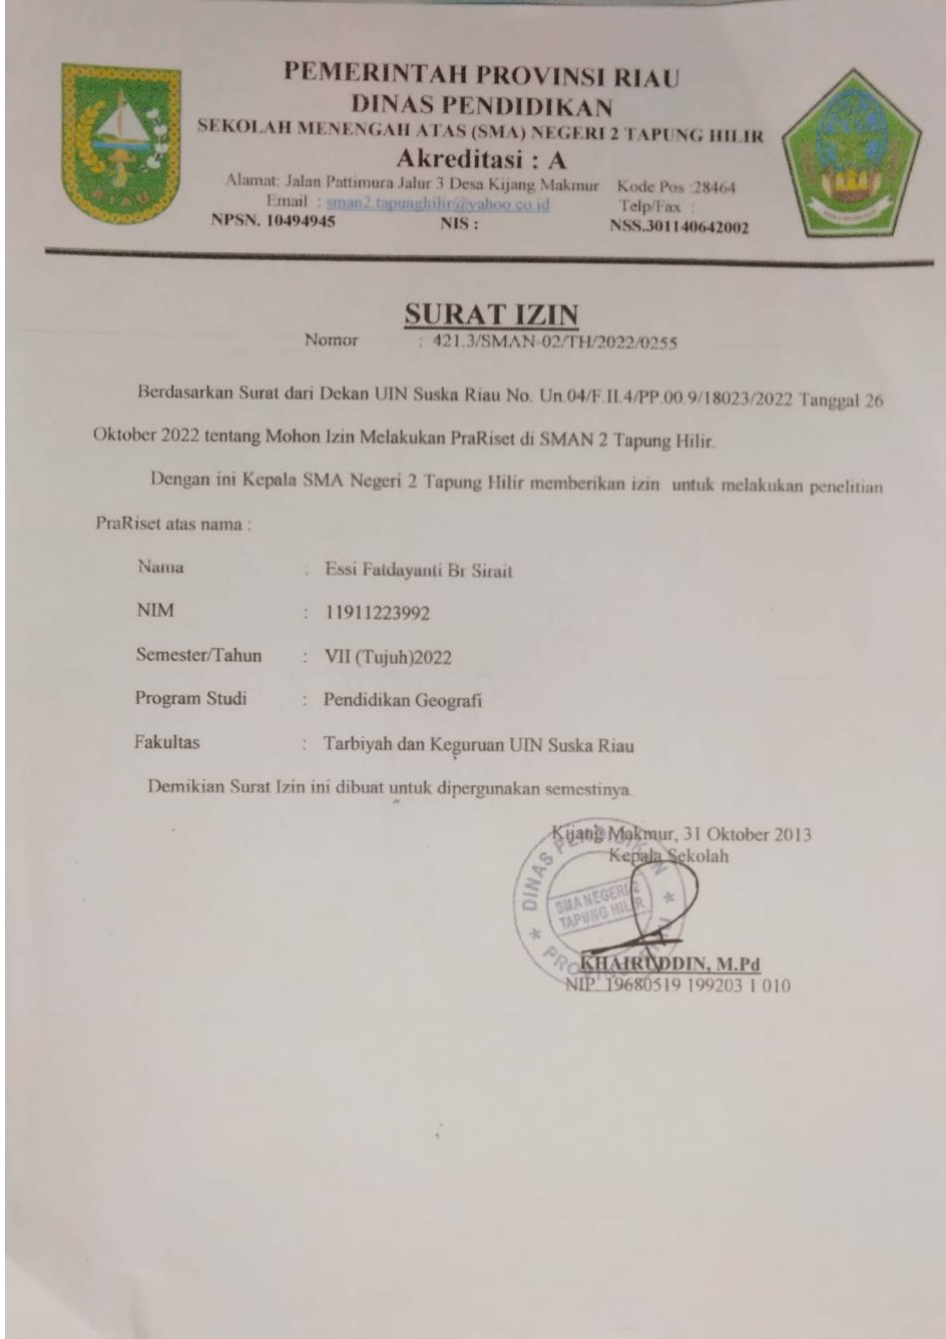 PEMERINTAH PROVINSI RIAU
DINAS PENDIDIKAN
SEKOLAH MENENGAH ATAS (SMA) NEGERI 2 TAPUNG HILIR
Akreditasi : A
Alamat: Jalan Pattimura Jalur 3 Desa Kijang Makmur Kode Pos :28464
Email : sman2.tapunghilir@yahoo.co.id Telp/Fax :
NPSN. 10494945 NIS : NSS.301140642002
RIAU
SURAT IZIN
Nomor : 421.3/SMAN-02/TH/2022/0255
Berdasarkan Surat dari Dekan UIN Suska Riau No. Un.04/F.II.4/PP.00.9/18023/2022 Tanggal 26
Oktober 2022 tentang Mohon Izin Melakukan PraRiset di SMAN 2 Tapung Hilir.
Dengan ini Kepala SMA Negeri 2 Tapung Hilir memberikan izin untuk melakukan penelitian
PraRiset atas nama :
Nama : Essi Fatdayanti Br Sirait
NIM : 11911223992
Semester/Tahun : VII (Tujuh)2022
Program Studi : Pendidikan Geografi
Fakultas : Tarbiyah dan Keguruan UIN Suska Riau
Demikian Surat Izin ini dibuat untuk dipergunakan semestinya.
Kijang Makmur, 31 Oktober 2013
Kepala Sekolah
DINAS PENDIDIKAN
SMA NEGERI 2
TAPUNG HILIR
KHAIRUDDIN, M.Pd
NIP. 19680519 199203 1 010